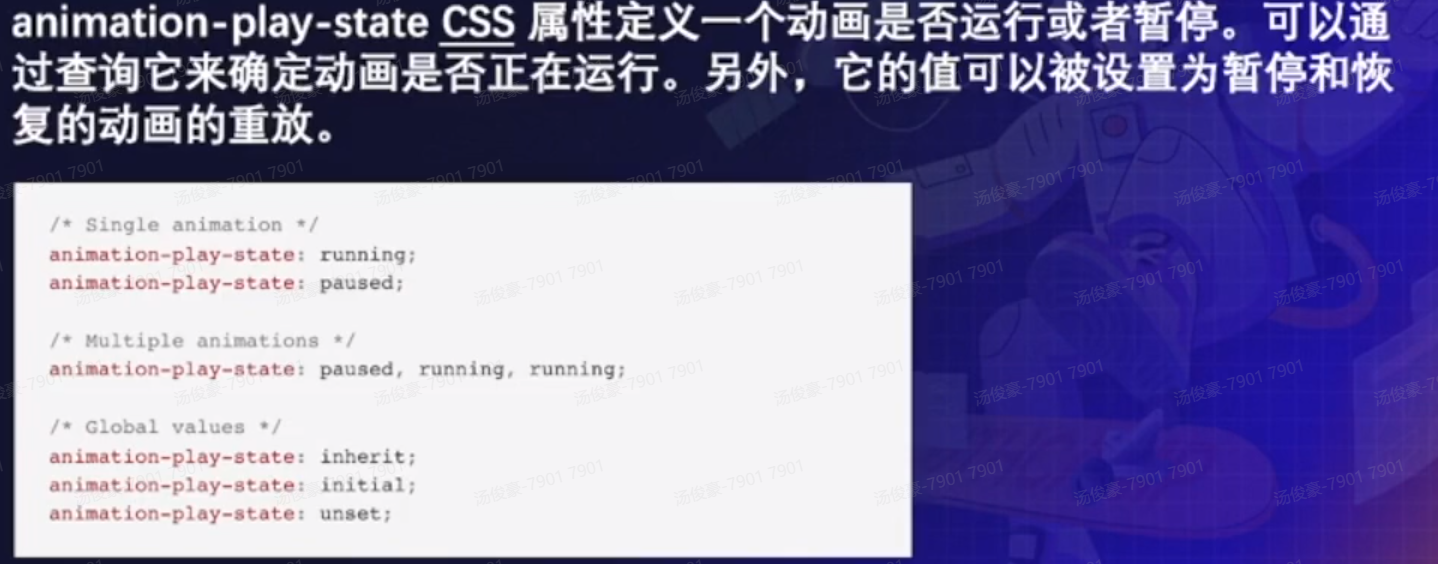 animation-play-state CSS 属性定义一个动画是否运行或者暂停。可以通
过查询它来确定动画是否正在运行。另外，它的值可以被设置为暂停和恢
复的动画的重放。
/* Single animation */
animation-play-state: running;
animation-play-state: paused;
/* Multiple animations */
animation-play-state: paused, running, running;
/* Global values */
animation-play-state: inherit;
animation-play-state: initial;
animation-play-state: unset;
汤俊豪-7901 7901